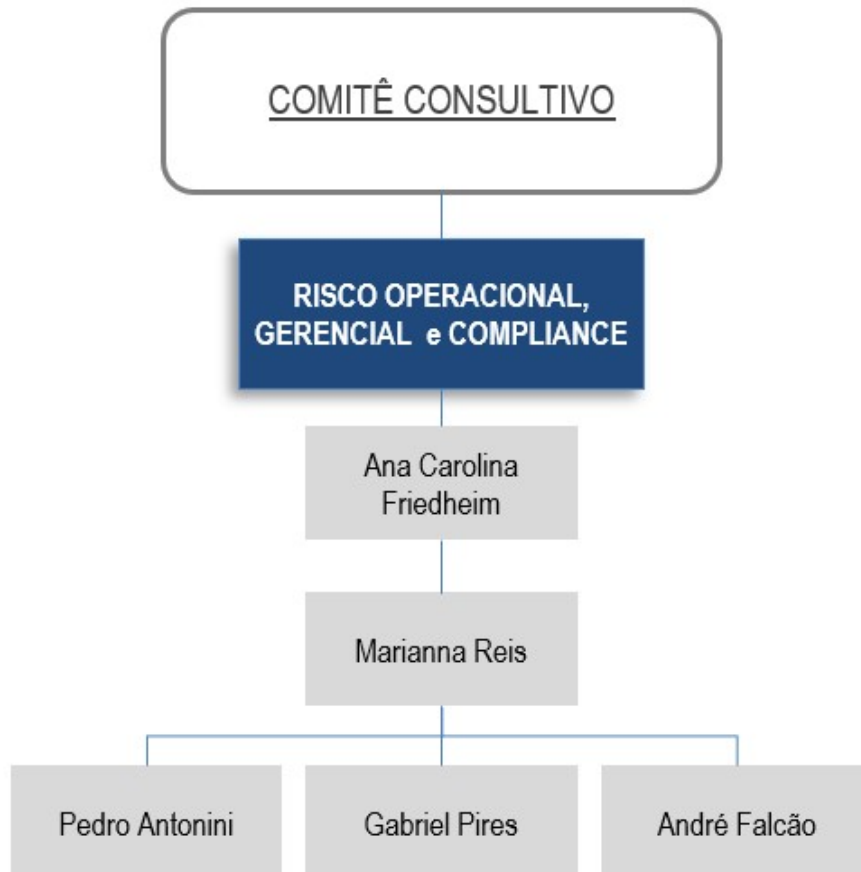 COMITÊ CONSULTIVO
RISCO OPERACIONAL,
GERENCIAL e COMPLIANCE
Ana Carolina
Friedheim
Marianna Reis
Pedro Antonini
Gabriel Pires
André Falcão